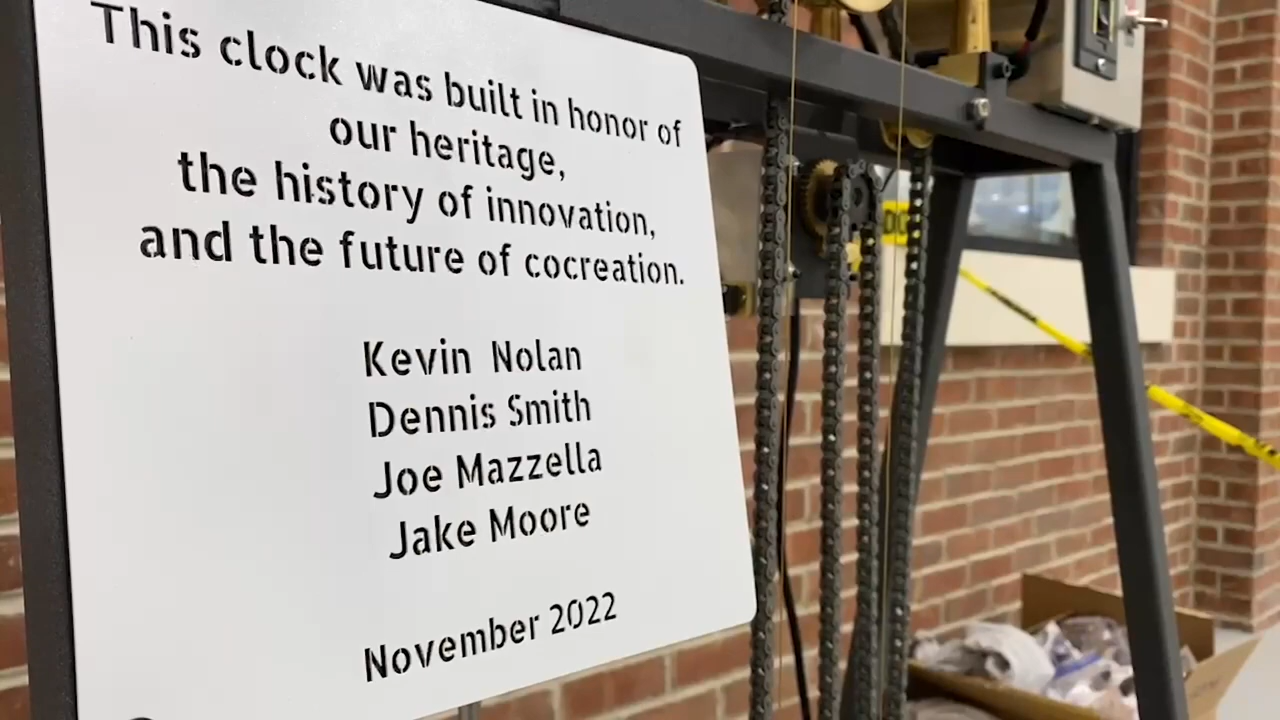 This clock was built in honor of
our heritage,
the history of innovation,
and the future of cocreation.
Kevin Nolan
Dennis Smith
Joe Mazzella
Jake Moore
November 2022